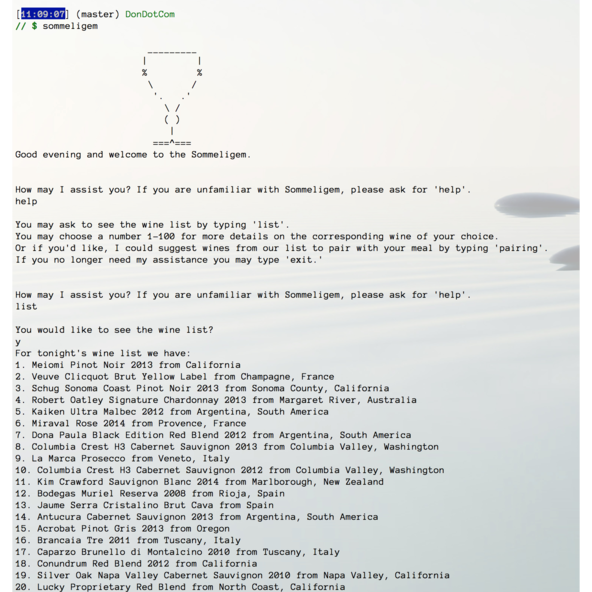 [11:09:07] (master) DonDotCom
// $ sommeligem
_________
|         |
%         %
\       /
'.   .'
\ /
( )
|
===^===
Good evening and welcome to the Sommeligem.
How may I assist you? If you are unfamiliar with Sommeligem, please ask for 'help'.
help
You may ask to see the wine list by typing 'list'.
You may choose a number 1-100 for more details on the corresponding wine of your choice.
Or if you'd like, I could suggest wines from our list to pair with your meal by typing 'pairing'.
If you no longer need my assistance you may type 'exit.'
How may I assist you? If you are unfamiliar with Sommeligem, please ask for 'help'.
list
You would like to see the wine list?
y
For tonight's wine list we have:
1. Meiomi Pinot Noir 2013 from California
2. Veuve Clicquot Brut Yellow Label from Champagne, France
3. Schug Sonoma Coast Pinot Noir 2013 from Sonoma County, California
4. Robert Oatley Signature Chardonnay 2013 from Margaret River, Australia
5. Kaiken Ultra Malbec 2012 from Argentina, South America
6. Miraval Rose 2014 from Provence, France
7. Dona Paula Black Edition Red Blend 2012 from Argentina, South America
8. Columbia Crest H3 Cabernet Sauvignon 2013 from Columbia Valley, Washington
9. La Marca Prosecco from Veneto, Italy
10. Columbia Crest H3 Cabernet Sauvignon 2012 from Columbia Valley, Washington
11. Kim Crawford Sauvignon Blanc 2014 from Marlborough, New Zealand
12. Bodegas Muriel Reserva 2008 from Rioja, Spain
13. Jaume Serra Cristalino Brut Cava from Spain
14. Antucura Cabernet Sauvignon 2013 from Argentina, South America
15. Acrobat Pinot Gris 2013 from Oregon
16. Brancaia Tre 2011 from Tuscany, Italy
17. Caparzo Brunello di Montalcino 2010 from Tuscany, Italy
18. Conundrum Red Blend 2012 from California
19. Silver Oak Napa Valley Cabernet Sauvignon 2010 from Napa Valley, California
20. Lucky Proprietary Red Blend from North Coast, California